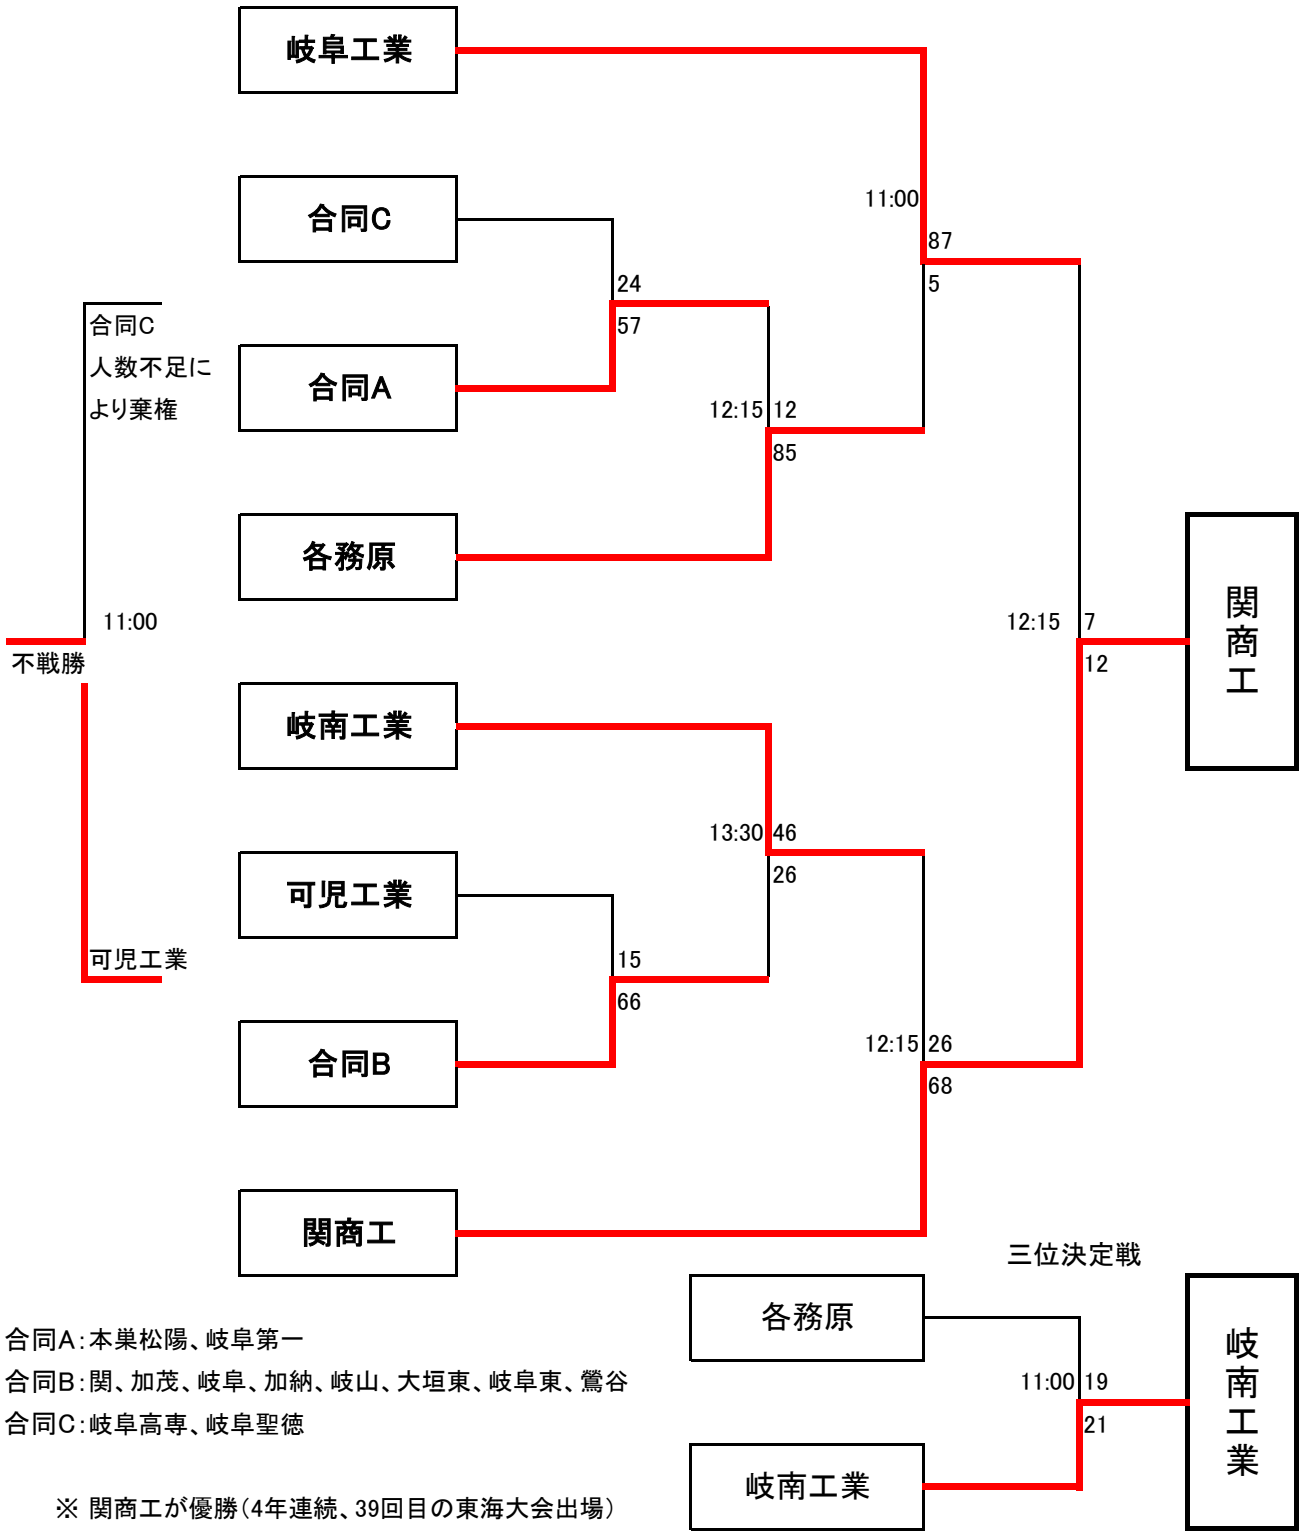 岐阜工業
11:00
合同C
87
5
24
57
合同C
人数不足に
より棄権
合同A
12:15
12
85
各務原
11:00
不戦勝
12:15
7
12
関商工
岐南工業
13:30
46
26
可児工業
可児工業
15
66
合同B
12:15
26
68
関商工
三位決定戦
各務原
11:00
19
21
岐南工業
岐南工業
合同A：本巣松陽、岐阜第一
合同B：関、加茂、岐阜、加納、岐山、大垣東、岐阜東、鶯谷
合同C：岐阜高専、岐阜聖徳
※ 関商工が優勝（4年連続、39回目の東海大会出場）